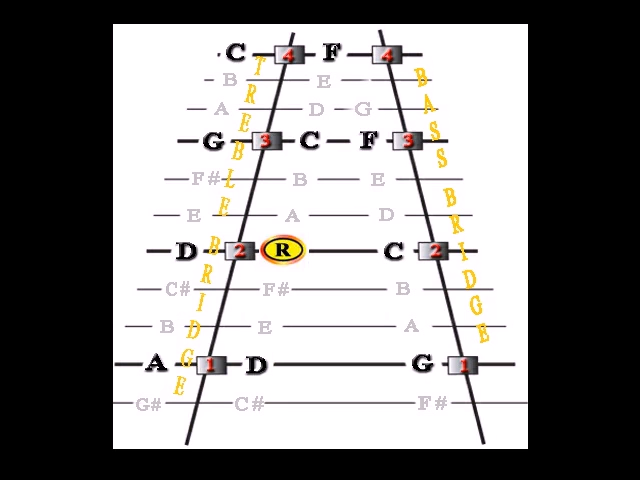 C 4 F 4
B E
A D G
G 3 C F 3
F# B E
E A D
D 2 R C 2
C# F# B
B E A
A 1 D G 1
G# C# F#
TREBLE BRIDGE
BASS BRIDGE